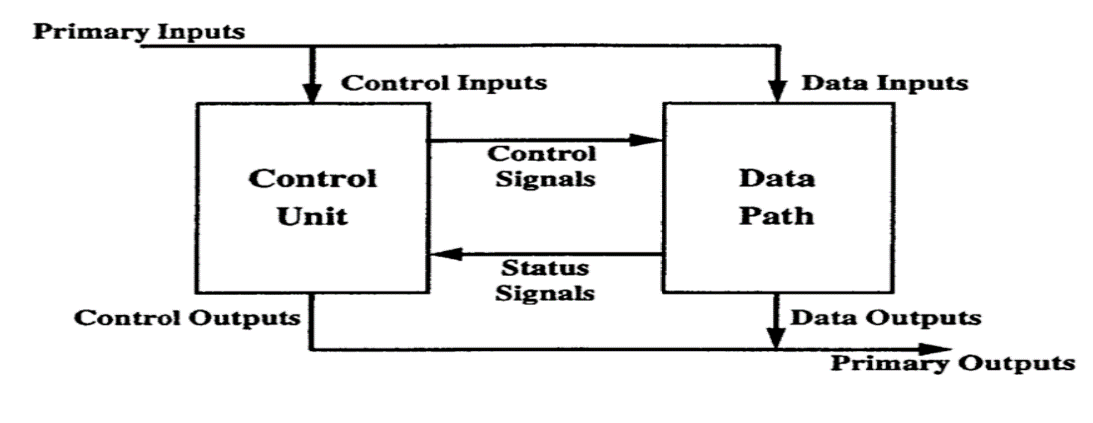 Primary Inputs
Control Inputs
Data Inputs
Control
Signals
Control
Unit
Data
Path
Status
Signals
Control Outputs
Data Outputs
Primary Outputs